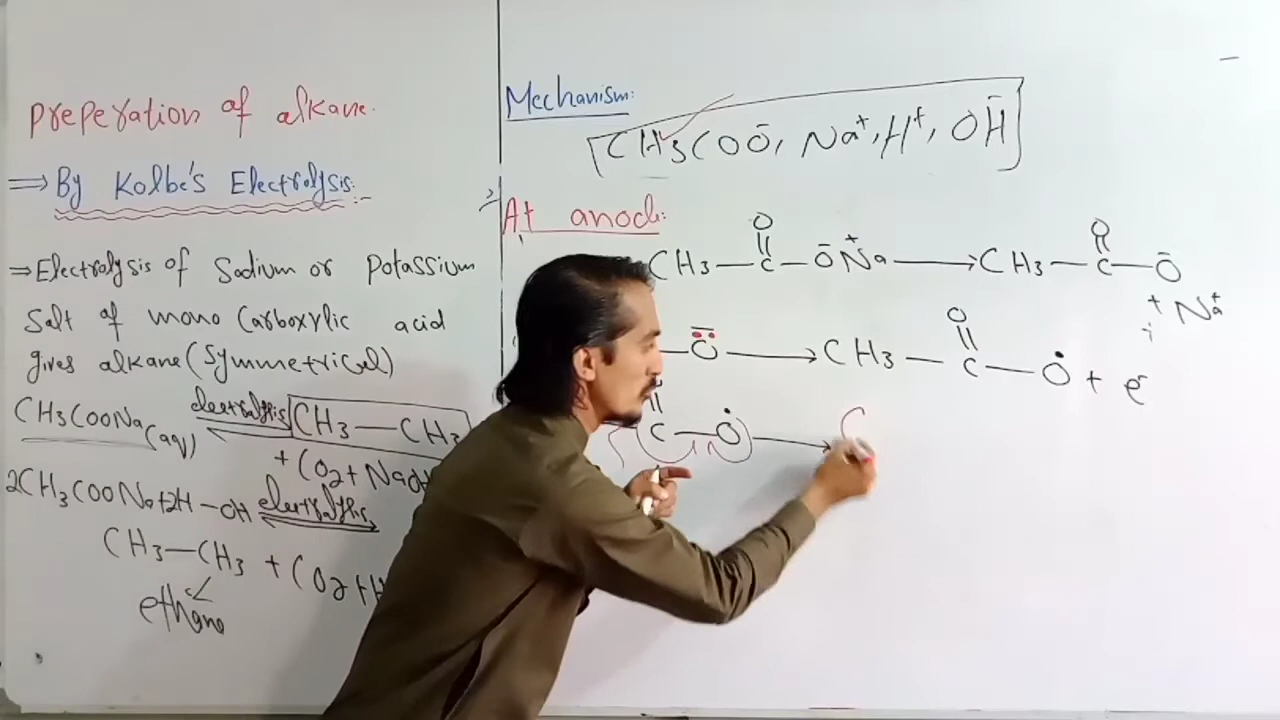 Preperation of alkane.
⇒ By Kolbe's Electrolysis:-
⇒ Electrolysis of Sodium or Potassium
Salt of mono Carboxylic acid
gives alkane (Symmetrical)
CH3COONa(aq) electrolysis CH3—CH3
+ CO2 + NaOH
2CH3COONa+2H—OH electrolysis
CH3—CH3 + CO2 + H
ethane
Mechanism:
[CH3COO⁻, Na⁺, H⁺, OH⁻]
At anode:
O O
CH3—C—O⁻Na⁺ ⟶ CH3—C—O⁻
+ Na⁺
O
—O⁻ ⟶ CH3—C—O• + e⁻
C—O• ⟶ C